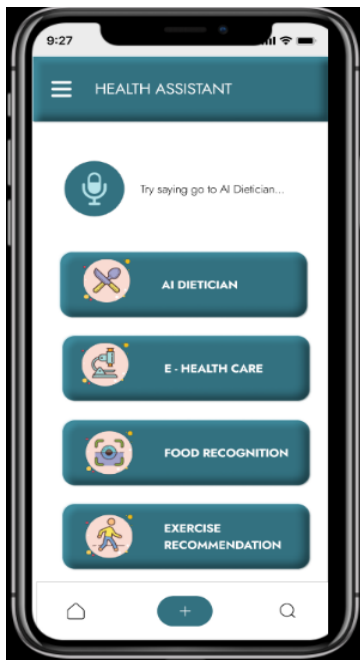 9:27
HEALTH ASSISTANT
Try saying go to AI Dietician...
AI DIETICIAN
E - HEALTH CARE
FOOD RECOGNITION
EXERCISE
RECOMMENDATION